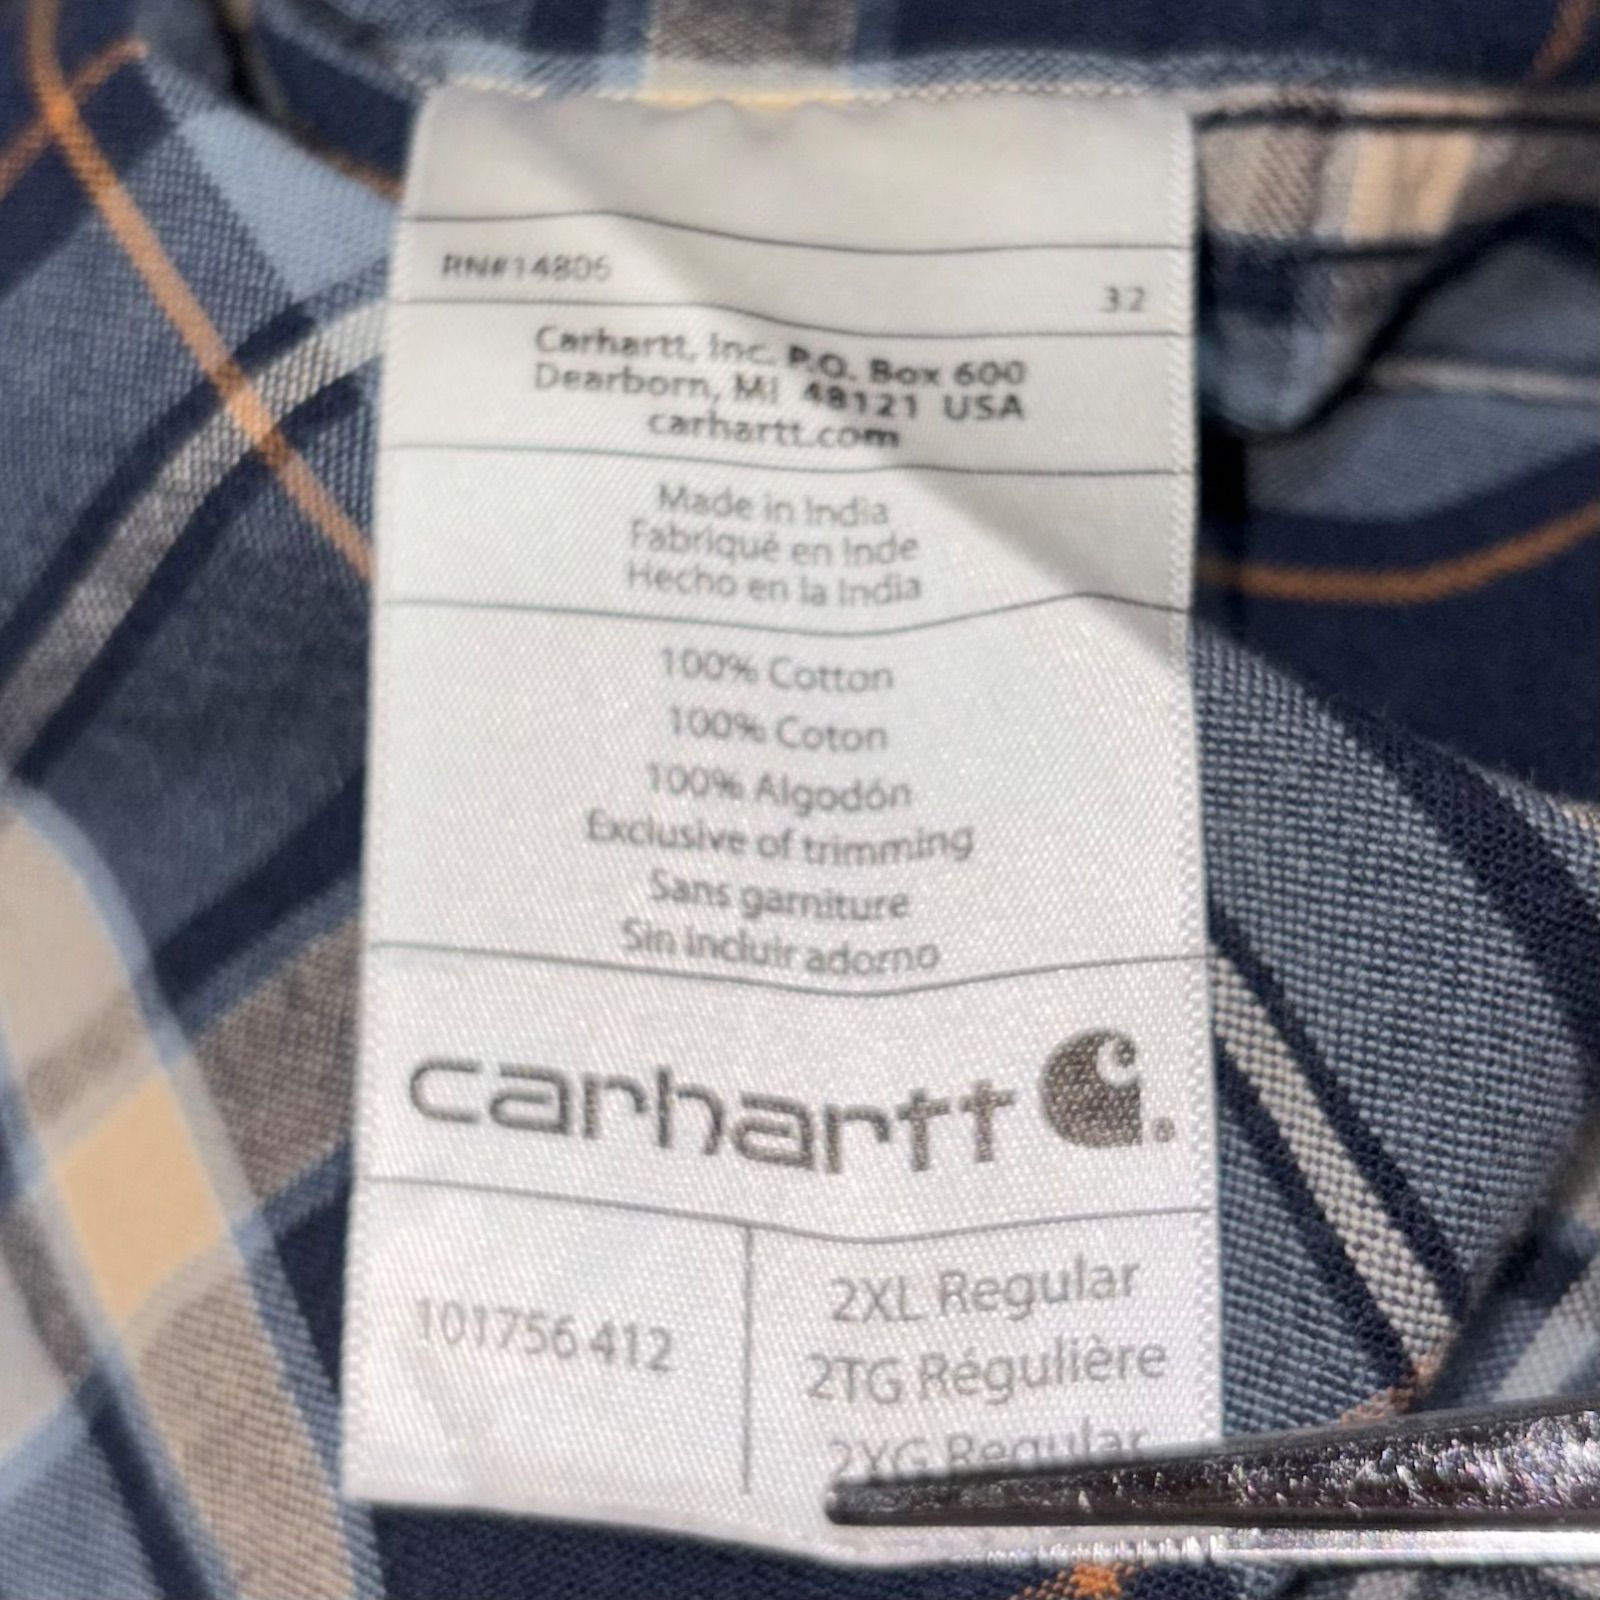 RN#14806
32
Carhartt, Inc. P.O. Box 600
Dearborn, MI 48121 USA
carhartt.com
Made in India
Fabriqué en Inde
Hecho en la India
100% Cotton
100% Coton
100% Algodón
Exclusive of trimming
Sans garniture
Sin incluir adorno
carhartt
101756 412
2XL Regular
2TG Régulière
2XG Regular